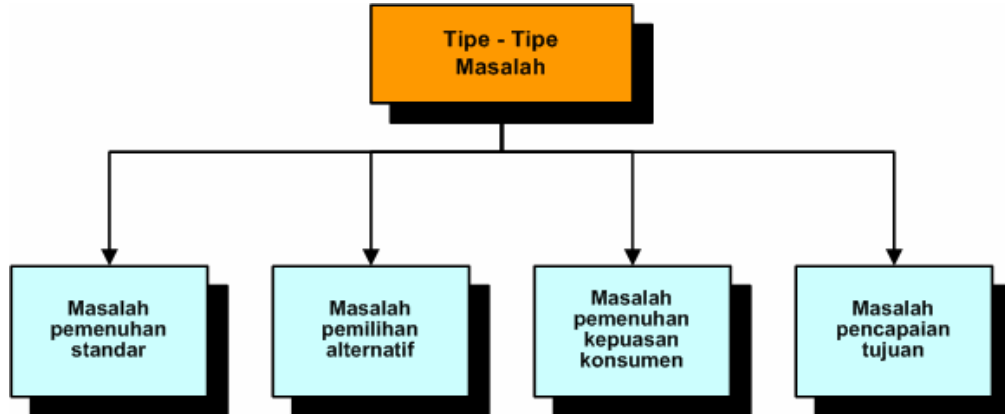 Tipe - Tipe
Masalah
Masalah
pemenuhan
standar
Masalah
pemilihan
alternatif
Masalah
pemenuhan
kepuasan
konsumen
Masalah
pencapaian
tujuan